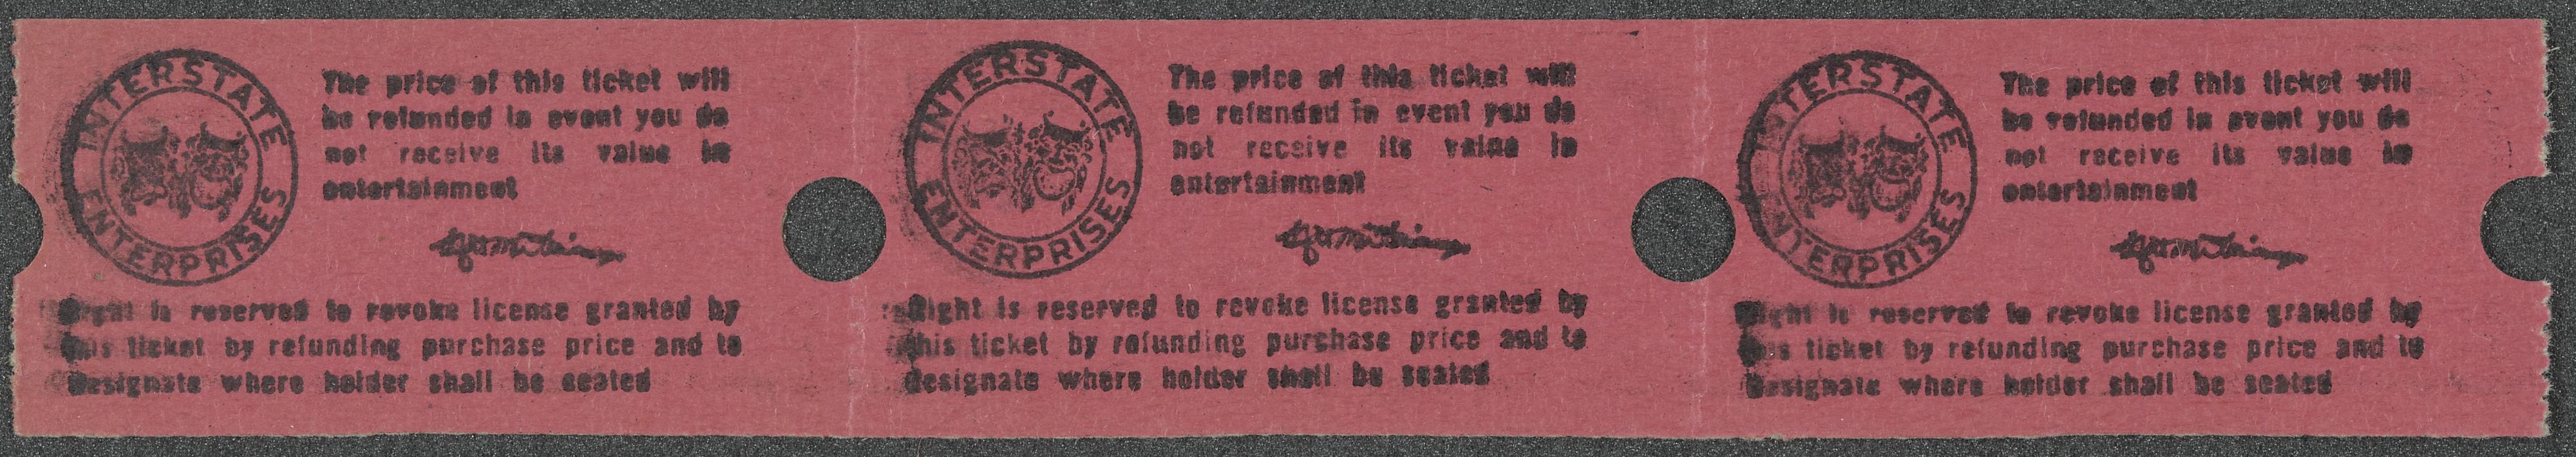 INTERSTATE
ENTERPRISES
The price of this ticket will
be refunded in event you do
not receive its value in
entertainment
Right is reserved to revoke license granted by
this ticket by refunding purchase price and to
designate where holder shall be seated
INTERSTATE
ENTERPRISES
The price of this ticket will
be refunded in event you do
not receive its value in
entertainment
Right is reserved to revoke license granted by
this ticket by refunding purchase price and to
designate where holder shall be seated
INTERSTATE
ENTERPRISES
The price of this ticket will
be refunded in event you do
not receive its value in
entertainment
Right is reserved to revoke license granted by
this ticket by refunding purchase price and to
designate where holder shall be seated